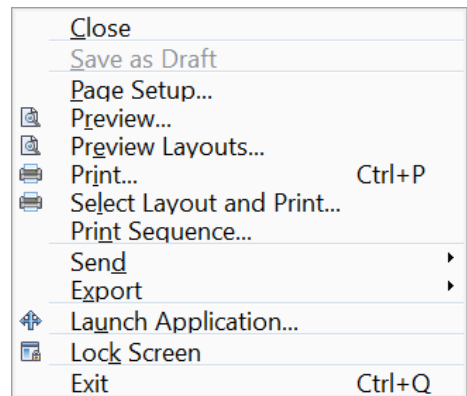 Close
Save as Draft
Page Setup...
Preview...
Preview Layouts...
Print... Ctrl+P
Select Layout and Print...
Print Sequence...
Send
Export
Launch Application...
Lock Screen
Exit Ctrl+Q